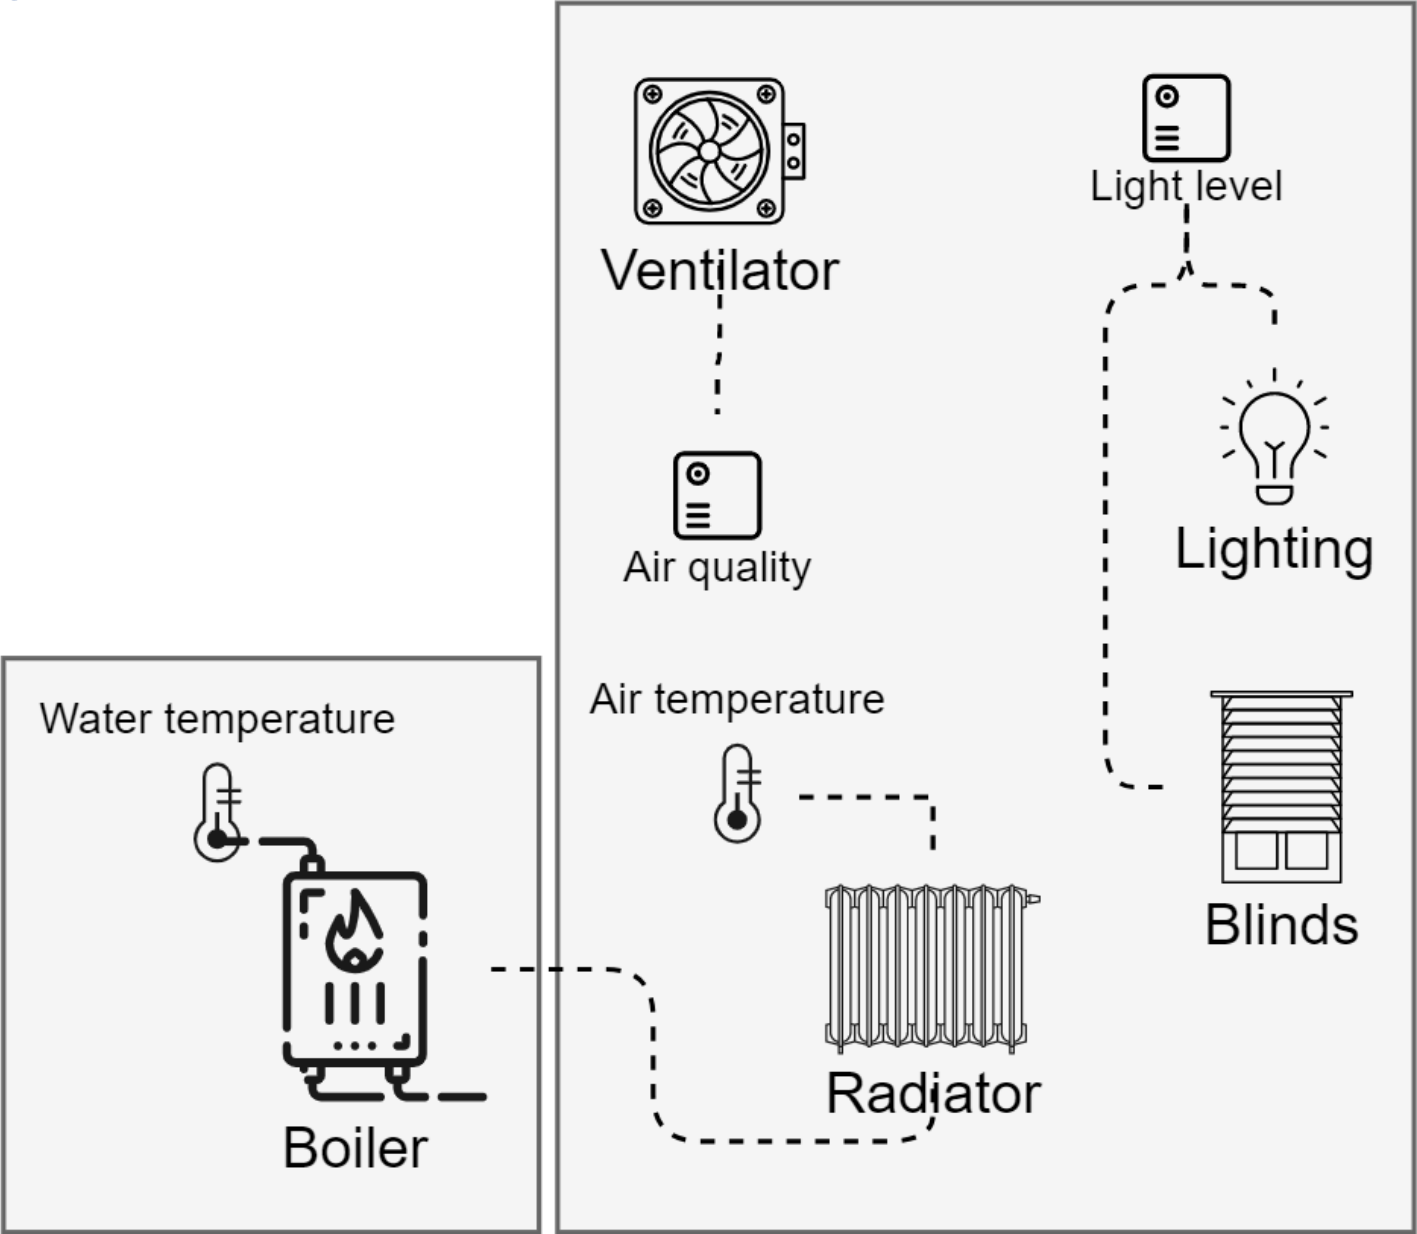 Ventilator
Light level
Lighting
Air quality
Air temperature
Water temperature
Blinds
Radiator
Boiler